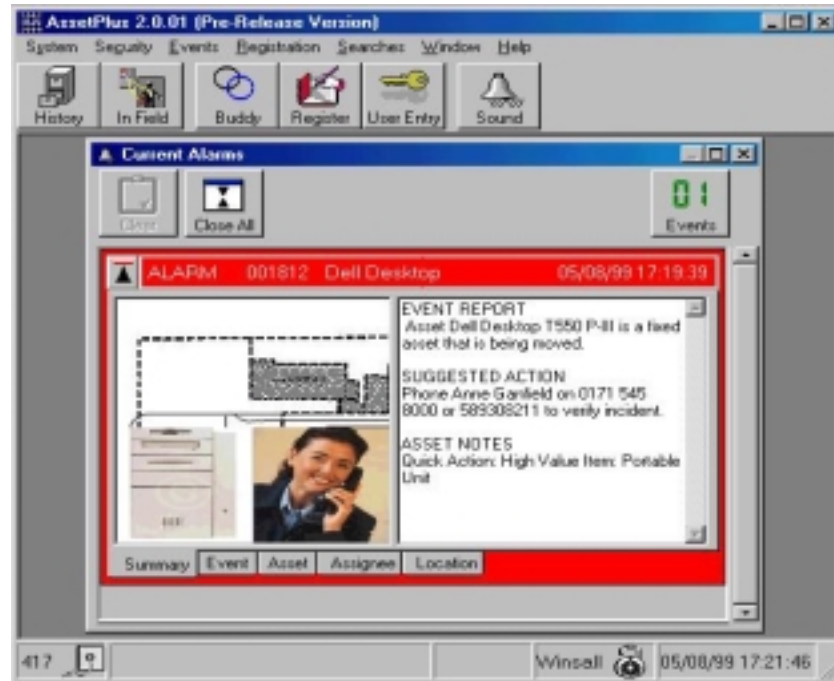 AssetPlus 2.0.01 (Pre-Release Version)
System Security Events Registration Searches Window Help
History In Field Buddy Register User Entry Sound
Current Alarms
Clear Close All 01 Events
ALARM 001812 Dell Desktop 05/08/99 17:19:39
EVENT REPORT
Asset Dell Desktop T550 P-III is a fixed
asset that is being moved.
SUGGESTED ACTION
Phone Anne Garfield on 0171 545
8000 or 589308211 to verify incident.
ASSET NOTES
Quick Action: High Value Item: Portable
Unit
Summary Event Asset Assignee Location
417 Winsall 05/08/99 17:21:46